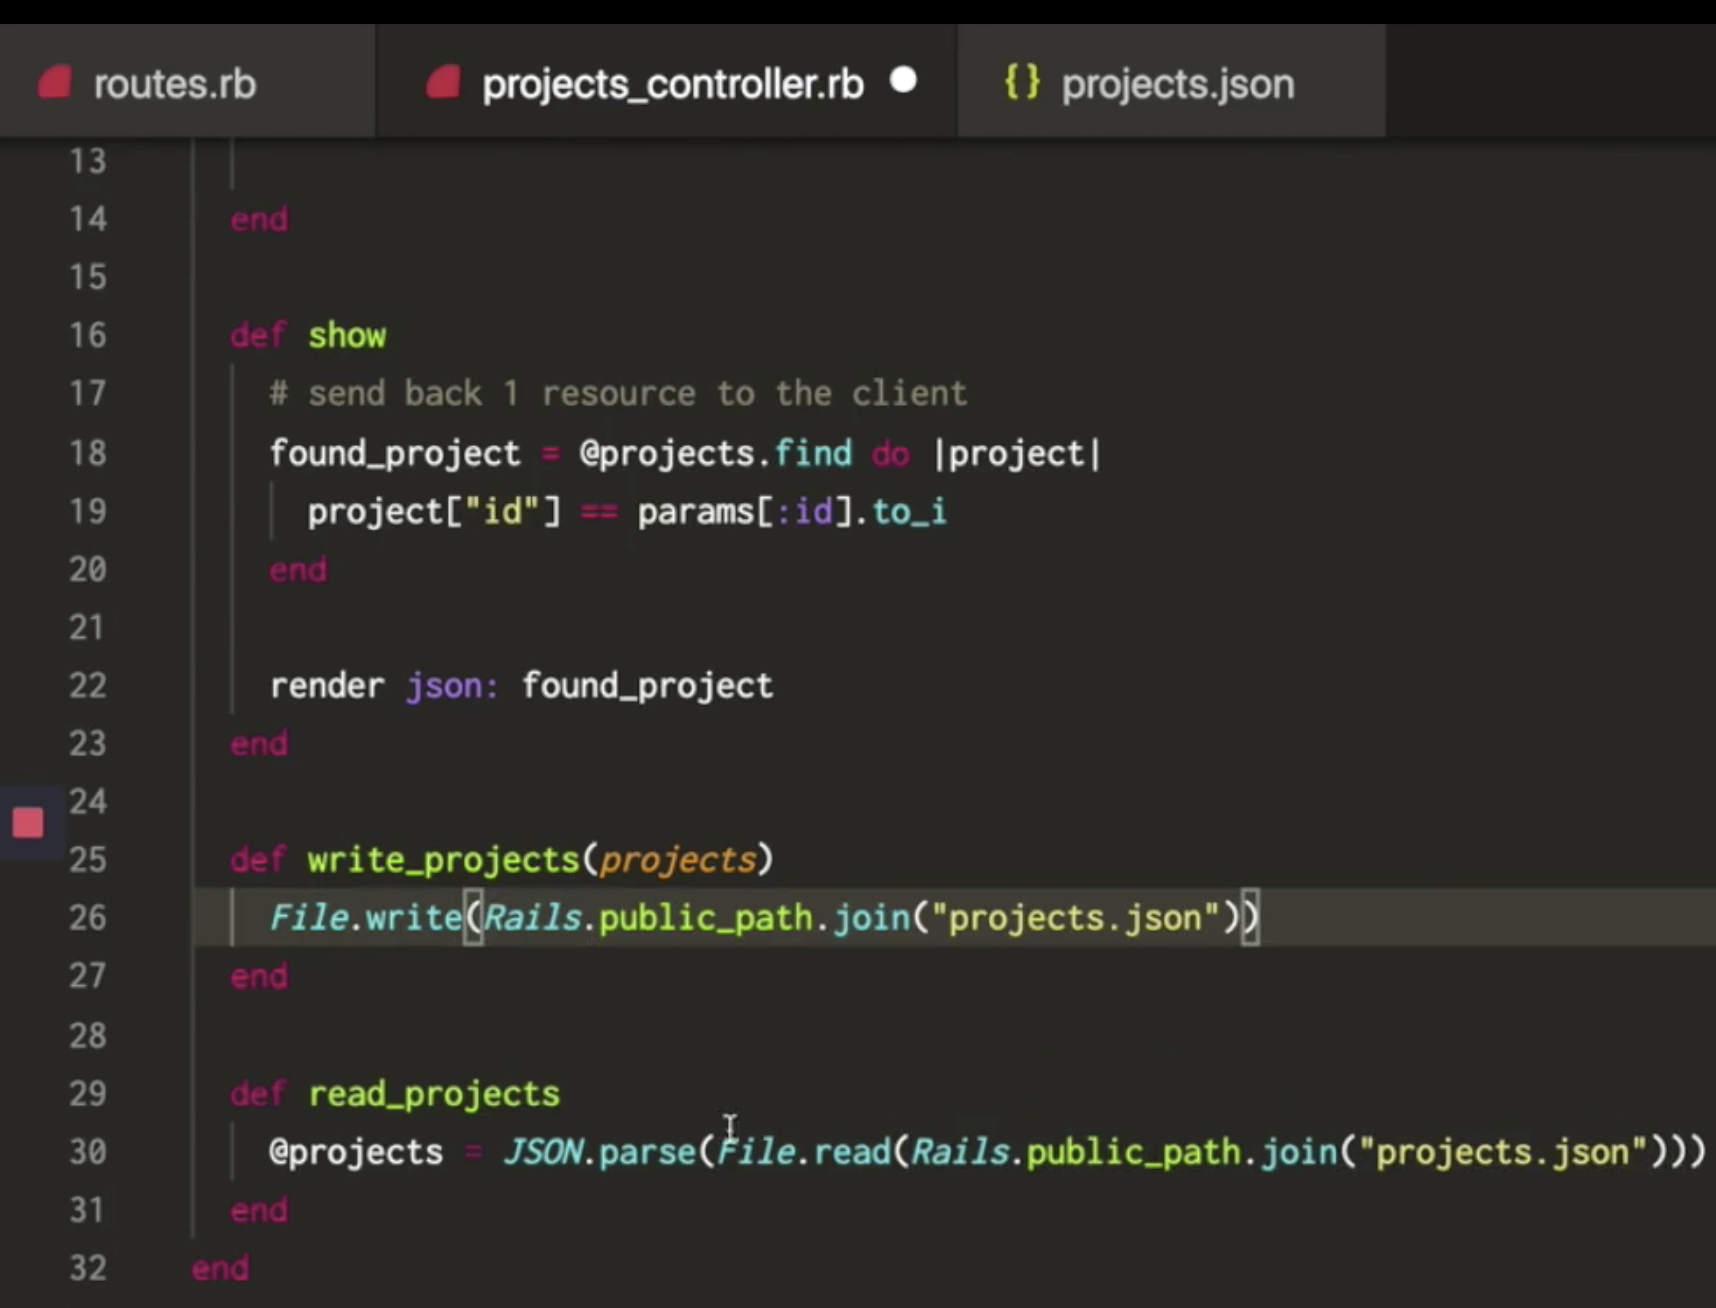 routes.rb
projects_controller.rb
{} projects.json
13
14 end
15
16 def show
17 # send back 1 resource to the client
18 found_project = @projects.find do |project|
19 project["id"] == params[:id].to_i
20 end
21
22 render json: found_project
23 end
24
25 def write_projects(projects)
26 File.write(Rails.public_path.join("projects.json"))
27 end
28
29 def read_projects
30 @projects = JSON.parse(File.read(Rails.public_path.join("projects.json")))
31 end
32 end